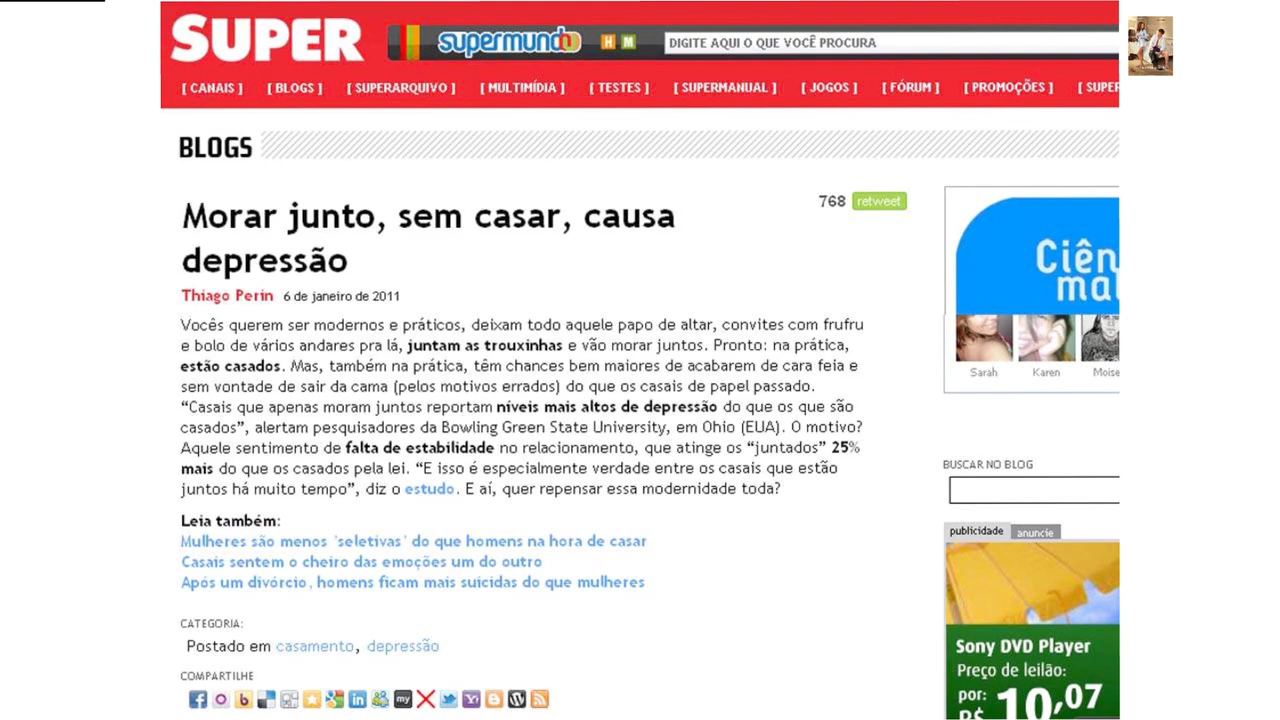 SUPER
supermundo
H M
DIGITE AQUI O QUE VOCÊ PROCURA
[ CANAIS ] [ BLOGS ] [ SUPERARQUIVO ] [ MULTIMÍDIA ] [ TESTES ] [ SUPERMANUAL ] [ JOGOS ] [ FÓRUM ] [ PROMOÇÕES ] [ SUPER
BLOGS
768 retweet
Morar junto, sem casar, causa
depressão
Thiago Perin 6 de janeiro de 2011
Vocês querem ser modernos e práticos, deixam todo aquele papo de altar, convites com frufru
e bolo de vários andares pra lá, juntam as trouxinhas e vão morar juntos. Pronto: na prática,
estão casados. Mas, também na prática, têm chances bem maiores de acabarem de cara feia e
sem vontade de sair da cama (pelos motivos errados) do que os casais de papel passado.
“Casais que apenas moram juntos reportam níveis mais altos de depressão do que os que são
casados”, alertam pesquisadores da Bowling Green State University, em Ohio (EUA). O motivo?
Aquele sentimento de falta de estabilidade no relacionamento, que atinge os “juntados” 25%
mais do que os casados pela lei. “E isso é especialmente verdade entre os casais que estão
juntos há muito tempo”, diz o estudo. E aí, quer repensar essa modernidade toda?
Leia também:
Mulheres são menos ‘seletivas’ do que homens na hora de casar
Casais sentem o cheiro das emoções um do outro
Após um divórcio, homens ficam mais suicidas do que mulheres
CATEGORIA:
Postado em casamento, depressão
COMPARTILHE
Ciên
mal
Sarah Karen Moise
BUSCAR NO BLOG
publicidade anuncie
Sony DVD Player
Preço de leilão:
por:
R$ 10,07